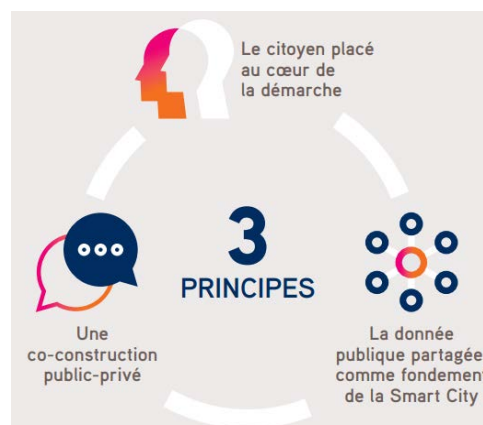 Le citoyen placé
au cœur de
la démarche
3
PRINCIPES
Une
co-construction
public-privé
La donnée
publique partagée
comme fondement
de la Smart City